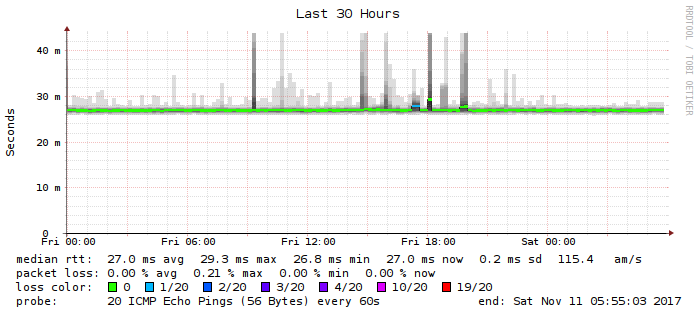 Last 30 Hours
RRDTOOL / TOBI OETIKER
Seconds
40 m
30 m
20 m
10 m
0
Fri 00:00 Fri 06:00 Fri 12:00 Fri 18:00 Sat 00:00
median rtt: 27.0 ms avg 29.3 ms max 26.8 ms min 27.0 ms now 0.2 ms sd 115.4 am/s
packet loss: 0.00 % avg 0.21 % max 0.00 % min 0.00 % now
loss color: 0 1/20 2/20 3/20 4/20 10/20 19/20
probe: 20 ICMP Echo Pings (56 Bytes) every 60s end: Sat Nov 11 05:55:03 2017